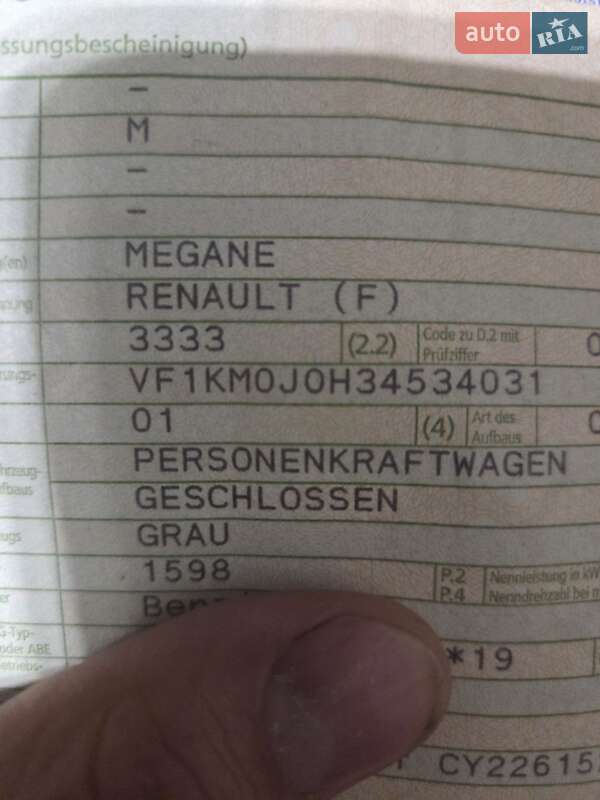 auto RIA .com
ssungsbescheinigung)
–
M
–
–
MEGANE
RENAULT (F)
3333 (2.2) Code zu D.2 mit Prüfziffer
VF1KM0J0H34534031
01 (4) Art des Aufbaus
PERSONENKRAFTWAGEN
GESCHLOSSEN
GRAU
1598 P.2 Nennleistung in kW
P.4 Nenndrehzahl bei m
*19
CY22615